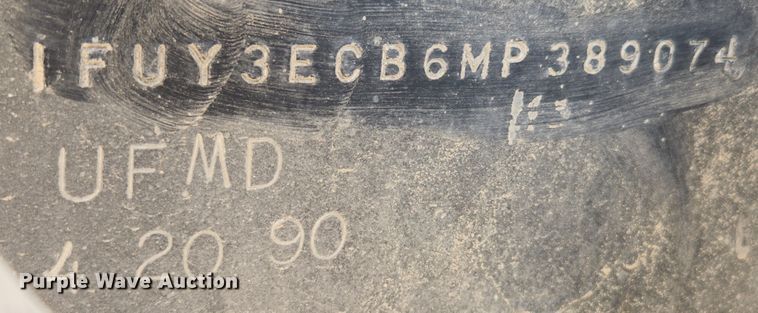 1FUY3ECB6MP389074
UFMD
4 20 90
Purple Wave Auction